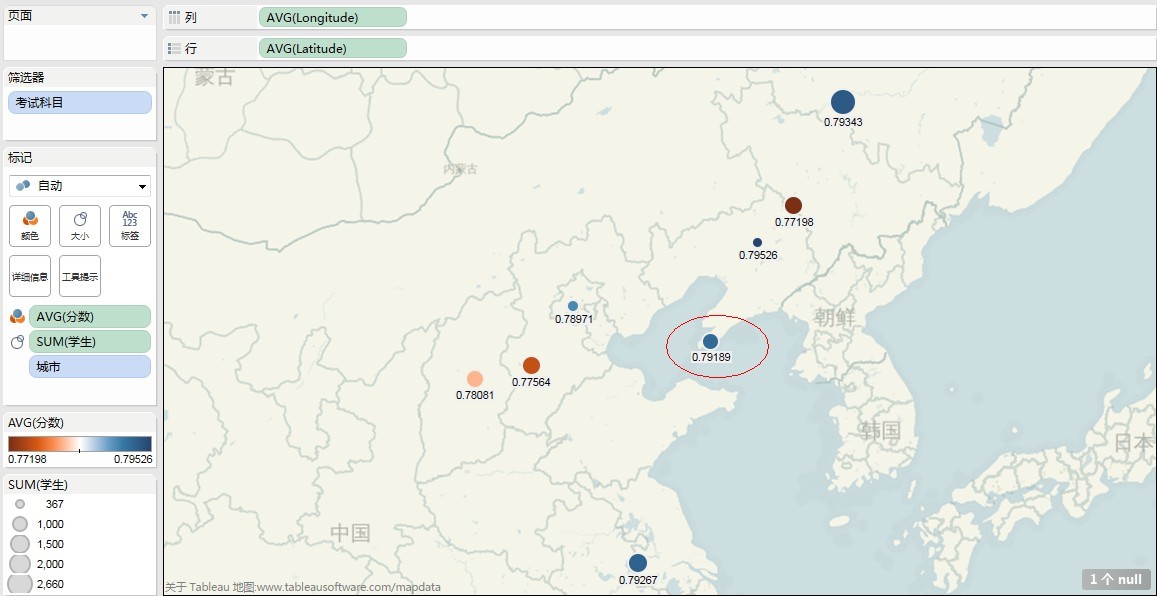 页面
列
AVG(Longitude)
行
AVG(Latitude)
筛选器
考试科目
标记
自动
颜色
大小
Abc
123
标签
详细信息
工具提示
AVG(分数)
SUM(学生)
城市
AVG(分数)
0.77198
0.79526
SUM(学生)
367
1,000
1,500
2,000
2,660
蒙古
0.79343
内蒙古
0.77198
0.79526
0.78971
朝鲜
0.79189
0.77564
0.78081
韩国
日本
中国
0.79267
关于 Tableau 地图:www.tableausoftware.com/mapdata
1 个 null